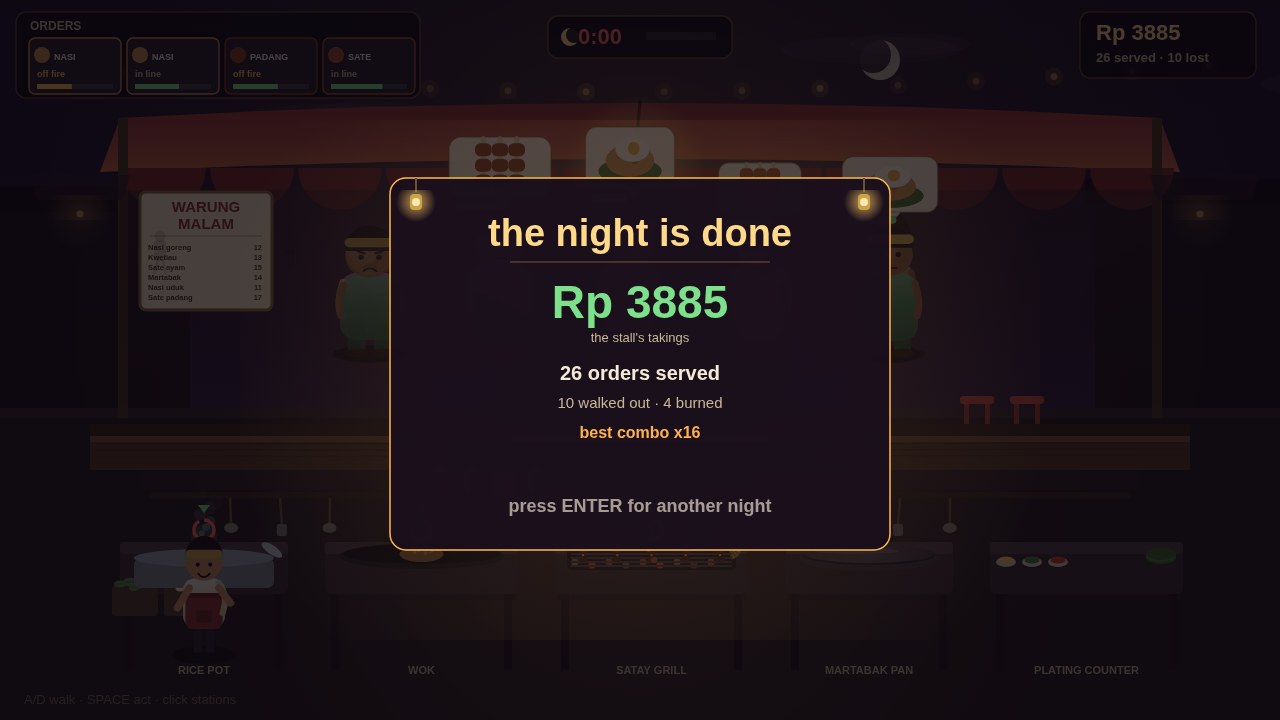 ORDERS
NASI
off fire
NASI
in line
PADANG
off fire
SATE
in line
0:00
Rp 3885
26 served · 10 lost
WARUNG
MALAM
Nasi goreng 12
Ketjhau 13
Sate ayam 15
Martabak 14
Nasi uduk 11
Sate padang 17
the night is done
Rp 3885
the stall's takings
26 orders served
10 walked out · 4 burned
best combo x16
press ENTER for another night
RICE POT
WOK
SATAY GRILL
MARTABAK PAN
PLATING COUNTER
A/D walk · SPACE act · click stations